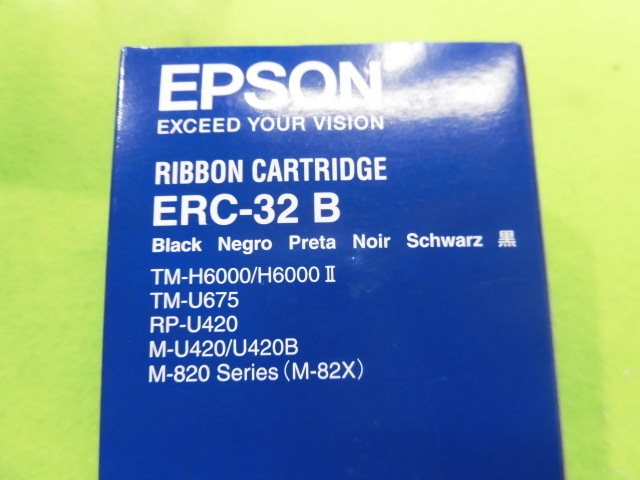 EPSON
EXCEED YOUR VISION
RIBBON CARTRIDGE
ERC-32 B
Black Negro Preta Noir Schwarz 黒
TM-H6000/H6000 II
TM-U675
RP-U420
M-U420/U420B
M-820 Series (M-82X)